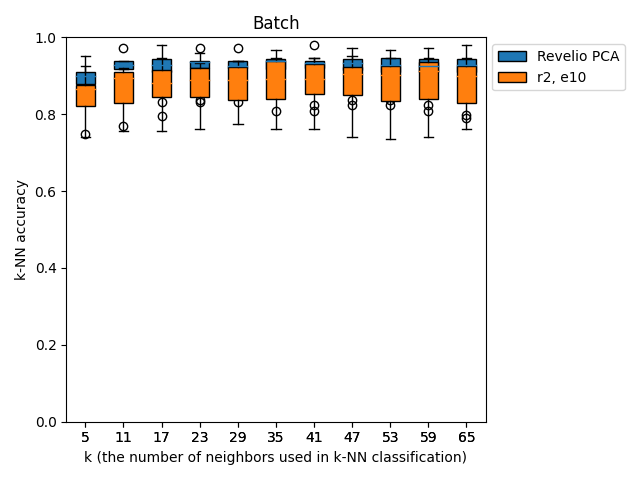 Batch
1.0
0.8
0.6
0.4
0.2
0.0
k-NN accuracy
5 11 17 23 29 35 41 47 53 59 65
k (the number of neighbors used in k-NN classification)
Revelio PCA
r2, e10